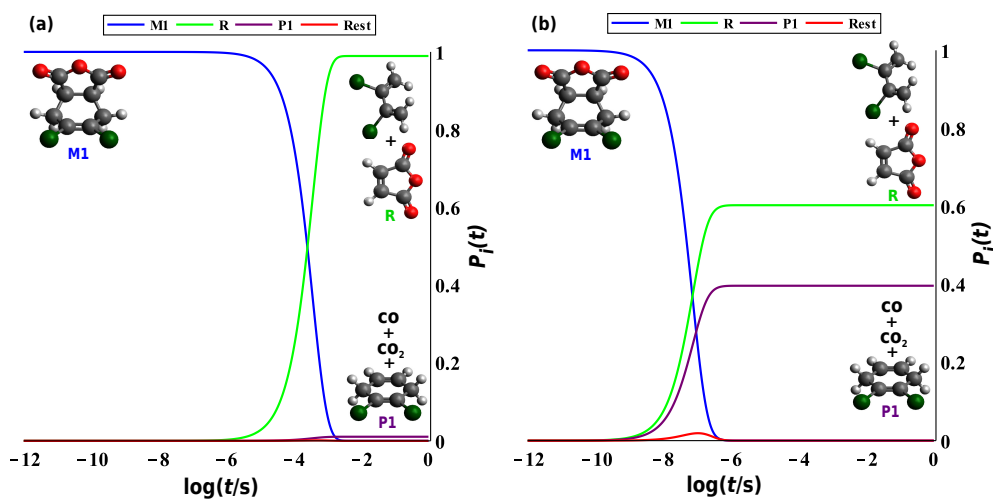 (a)
M1 R P1 Rest
M1
+
R
CO
+
CO₂
+
P1
1
0.8
0.6
0.4
0.2
0
P_i(t)
−12 −10 −8 −6 −4 −2 0
log(t/s)
(b)
M1 R P1 Rest
M1
+
R
CO
+
CO₂
+
P1
1
0.8
0.6
0.4
0.2
0
P_i(t)
−12 −10 −8 −6 −4 −2 0
log(t/s)